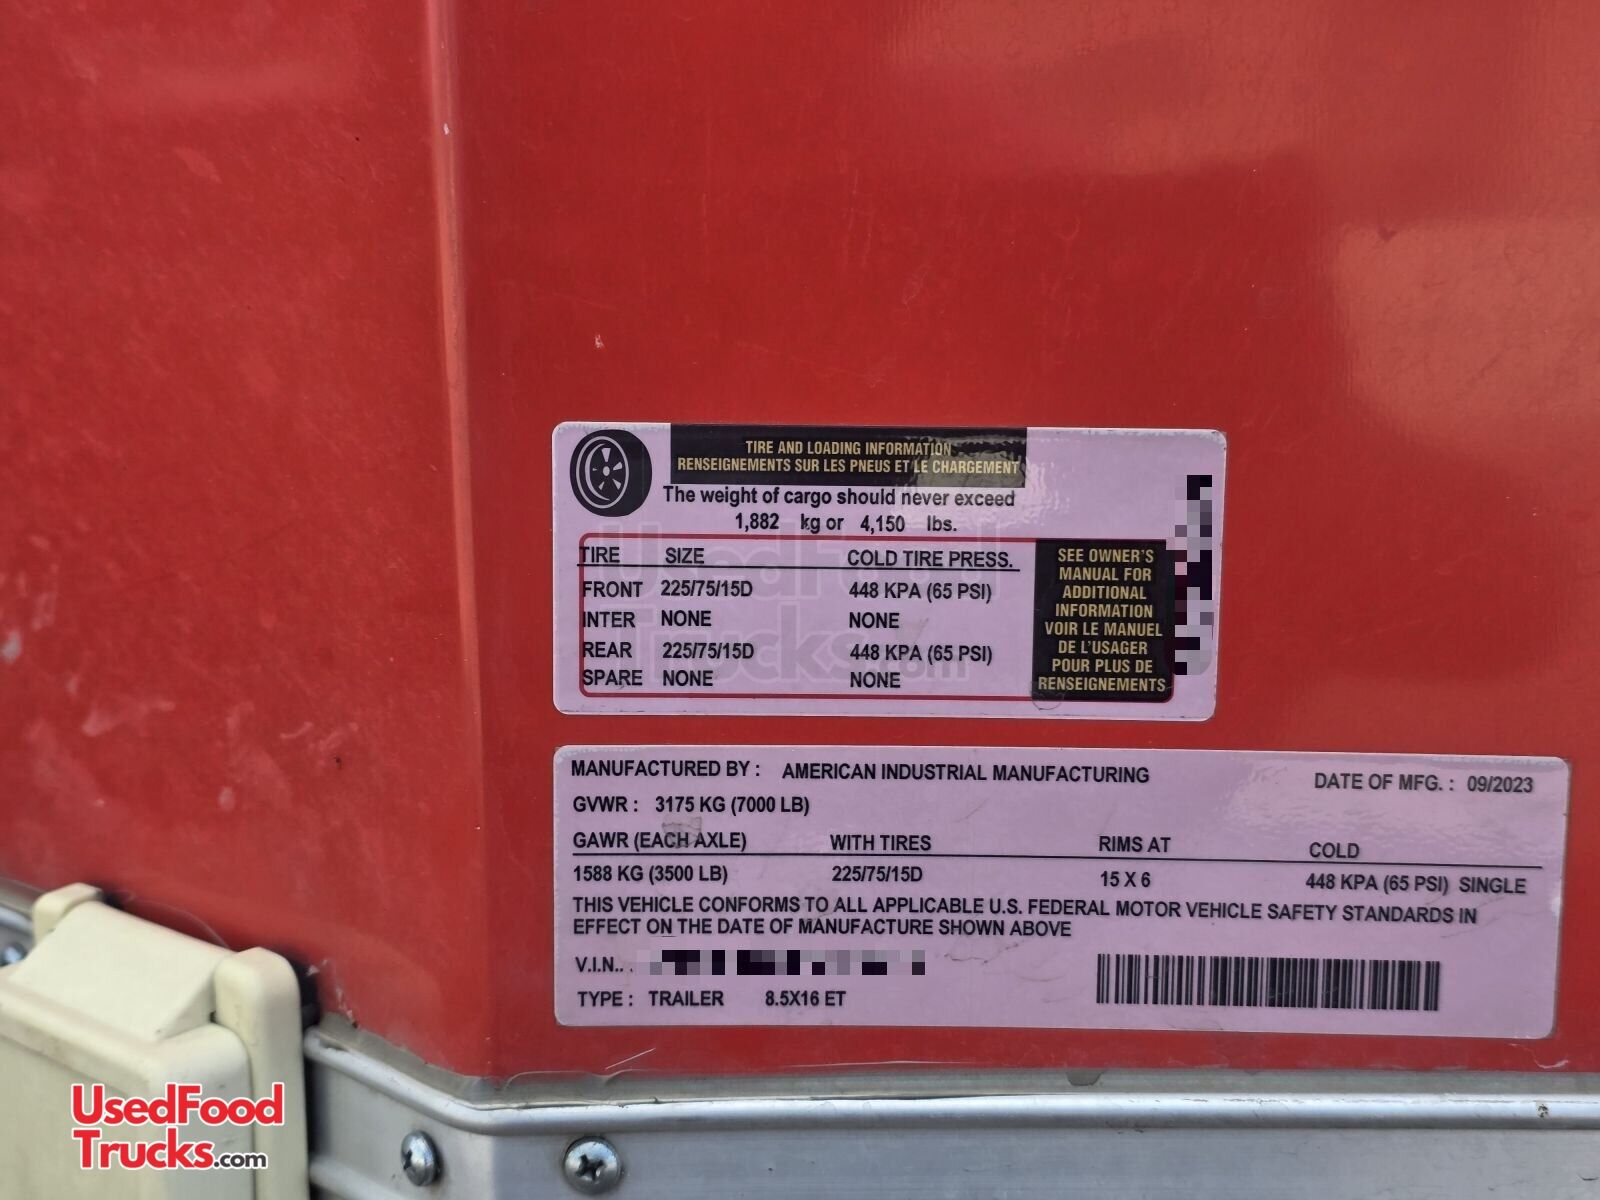 TIRE AND LOADING INFORMATION
RENSEIGNEMENTS SUR LES PNEUS ET LE CHARGEMENT
The weight of cargo should never exceed
1,882 kg or 4,150 lbs.
TIRE SIZE COLD TIRE PRESS.
FRONT 225/75/15D 448 KPA (65 PSI)
INTER NONE NONE
REAR 225/75/15D 448 KPA (65 PSI)
SPARE NONE NONE
SEE OWNER'S
MANUAL FOR
ADDITIONAL
INFORMATION
VOIR LE MANUEL
DE L'USAGER
POUR PLUS DE
RENSEIGNEMENTS
UsedFood
Trucks.com
MANUFACTURED BY : AMERICAN INDUSTRIAL MANUFACTURING DATE OF MFG. : 09/2023
GVWR : 3175 KG (7000 LB)
GAWR (EACH AXLE) WITH TIRES RIMS AT COLD
1588 KG (3500 LB) 225/75/15D 15 X 6 448 KPA (65 PSI) SINGLE
THIS VEHICLE CONFORMS TO ALL APPLICABLE U.S. FEDERAL MOTOR VEHICLE SAFETY STANDARDS IN
EFFECT ON THE DATE OF MANUFACTURE SHOWN ABOVE
V.I.N.. :
TYPE : TRAILER 8.5X16 ET
UsedFood
Trucks.com